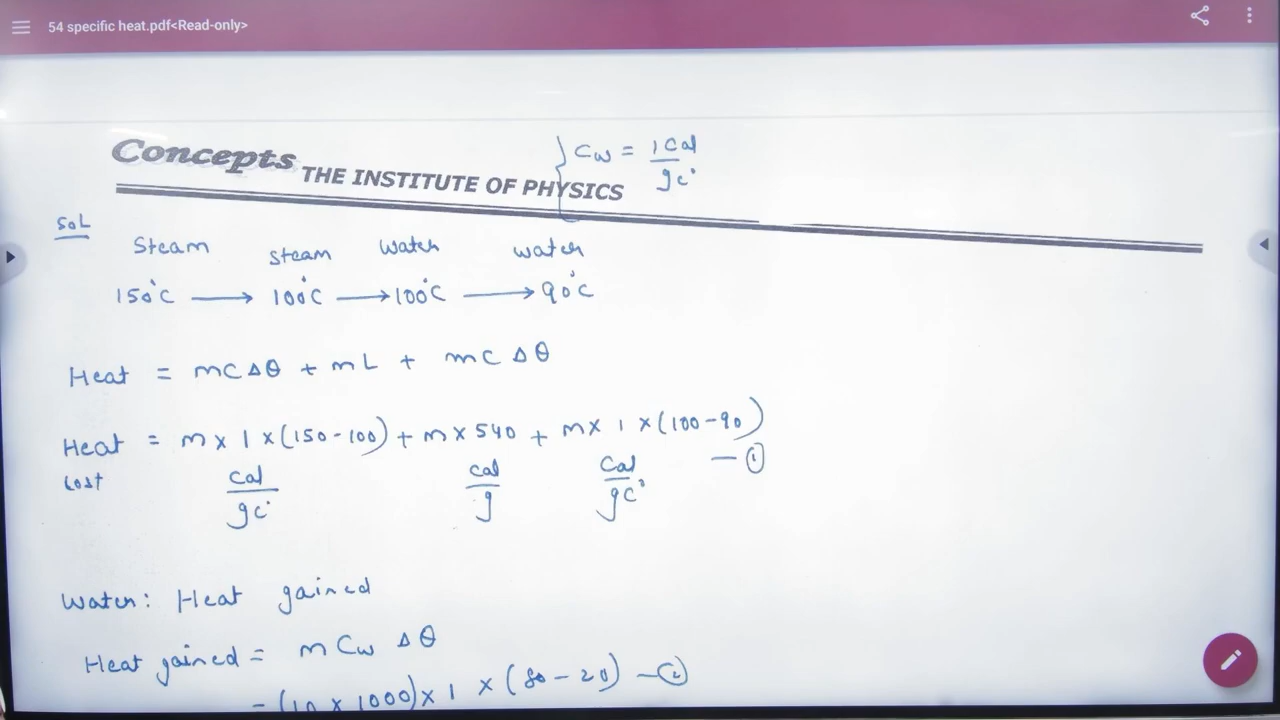 54 specific heat.pdf<Read-only>
Concepts THE INSTITUTE OF PHYSICS
Cw = 1 Cal / g c°
Sol
Steam steam Water water
150°C → 100°C → 100°C → 90°C
Heat = mcΔθ + mL + mcΔθ
Heat = m x 1 x (150-100) + m x 540 + m x 1 x (100-90) — ①
Lost cal / g c° cal / g Cal / g c°
Water: Heat gained
Heat gained = m Cw Δθ
= (10 x 1000) x 1 x (80 - 20) — ②